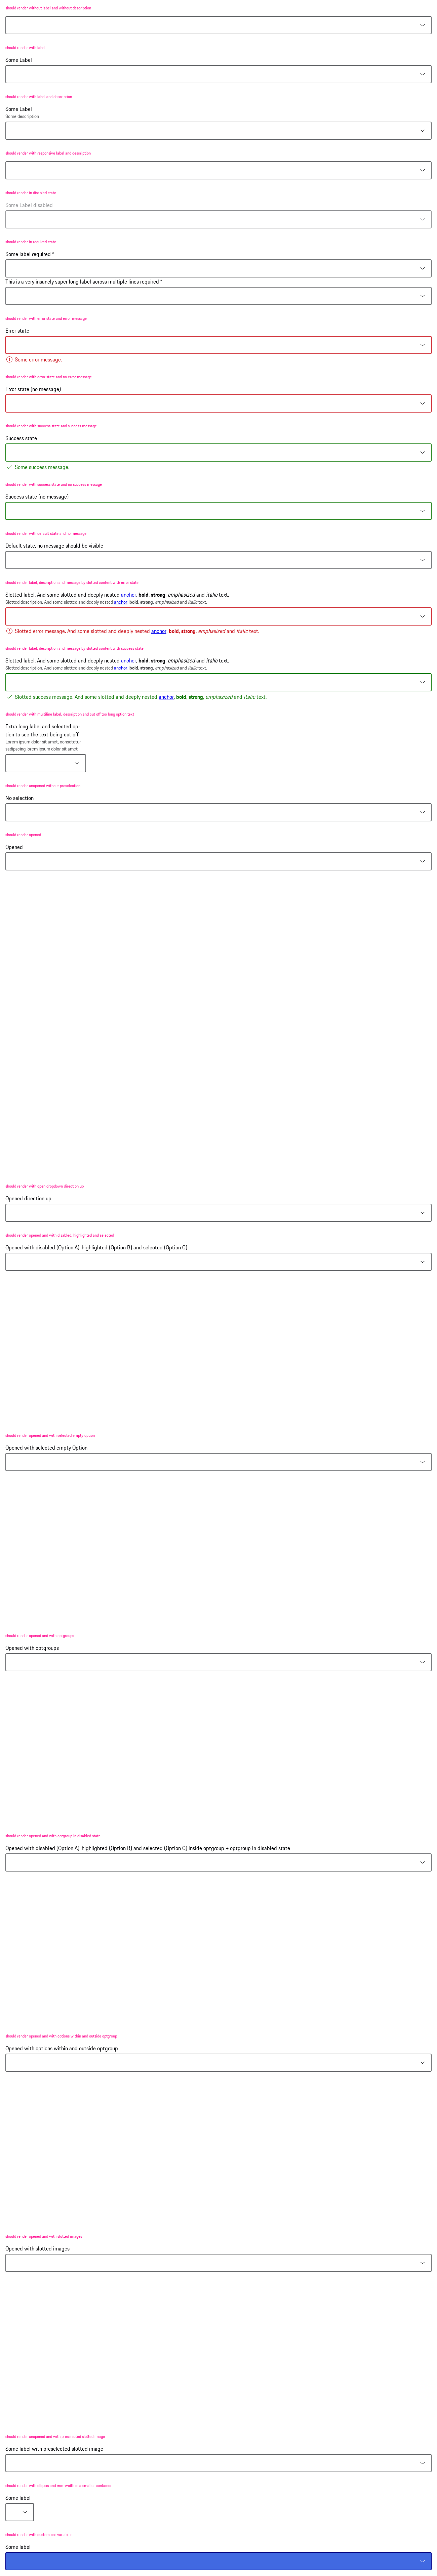 should render without label and without description
should render with label
Some Label
should render with label and description
Some Label
Some description
should render with responsive label and description
should render in disabled state
Some Label disabled
should render in required state
Some label required *
This is a very insanely super long label across multiple lines required *
should render with error state and error message
Error state
Some error message.
should render with error state and no error message
Error state (no message)
should render with success state and success message
Success state
Some success message.
should render with success state and no success message
Success state (no message)
should render with default state and no message
Default state, no message should be visible
should render label, description and message by slotted content with error state
Slotted label. And some slotted and deeply nested anchor, bold, strong, emphasized and italic text.
Slotted description. And some slotted and deeply nested anchor, bold, strong, emphasized and italic text.
Slotted error message. And some slotted and deeply nested anchor, bold, strong, emphasized and italic text.
should render label, description and message by slotted content with success state
Slotted label. And some slotted and deeply nested anchor, bold, strong, emphasized and italic text.
Slotted description. And some slotted and deeply nested anchor, bold, strong, emphasized and italic text.
Slotted success message. And some slotted and deeply nested anchor, bold, strong, emphasized and italic text.
should render with multiline label, description and cut off too long option text
Extra long label and selected op-
tion to see the text being cut off
Lorem ipsum dolor sit amet, consetetur
sadipscing lorem ipsum dolor sit amet.
should render unopened without preselection
No selection
should render opened
Opened
should render with open dropdown direction up
Opened direction up
should render opened and with disabled, highlighted and selected
Opened with disabled (Option A), highlighted (Option B) and selected (Option C)
should render opened and with selected empty option
Opened with selected empty Option
should render opened and with optgroups
Opened with optgroups
should render opened and with optgroup in disabled state
Opened with disabled (Option A), highlighted (Option B) and selected (Option C) inside optgroup + optgroup in disabled state
should render opened and with options within and outside optgroup
Opened with options within and outside optgroup
should render opened and with slotted images
Opened with slotted images
should render unopened and with preselected slotted image
Some label with preselected slotted image
should render with ellipsis and min-width in a smaller container
Some label
should render with custom css variables
Some label